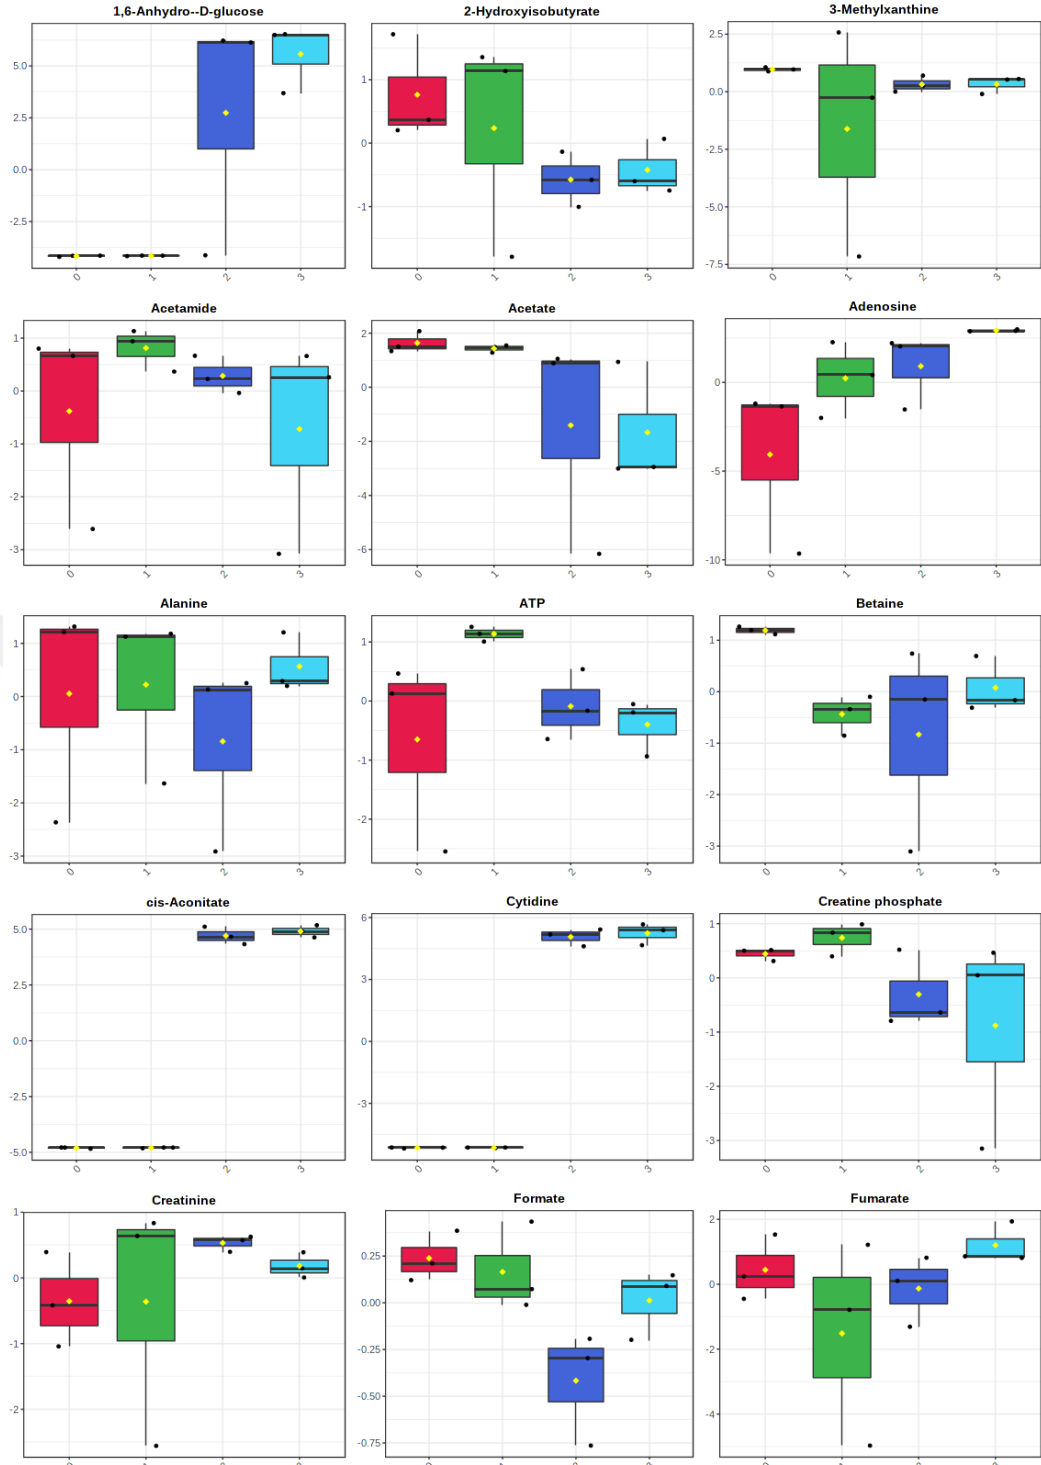 1,6-Anhydro--D-glucose
5.0
2.5
0.0
-2.5
0 1 2 3
2-Hydroxyisobutyrate
1
0
-1
0 1 2 3
3-Methylxanthine
2.5
0.0
-2.5
-5.0
-7.5
0 1 2 3
Acetamide
1
0
-1
-2
-3
0 1 2 3
Acetate
2
0
-2
-4
-6
0 1 2 3
Adenosine
0
-5
-10
0 1 2 3
Alanine
1
0
-1
-2
-3
0 1 2 3
ATP
1
0
-1
-2
0 1 2 3
Betaine
1
0
-1
-2
-3
0 1 2 3
cis-Aconitate
5.0
2.5
0.0
-2.5
-5.0
0 1 2 3
Cytidine
6
3
0
-3
0 1 2 3
Creatine phosphate
1
0
-1
-2
-3
0 1 2 3
Creatinine
1
0
-1
-2
Formate
0.25
0.00
-0.25
-0.50
-0.75
Fumarate
2
0
-2
-4